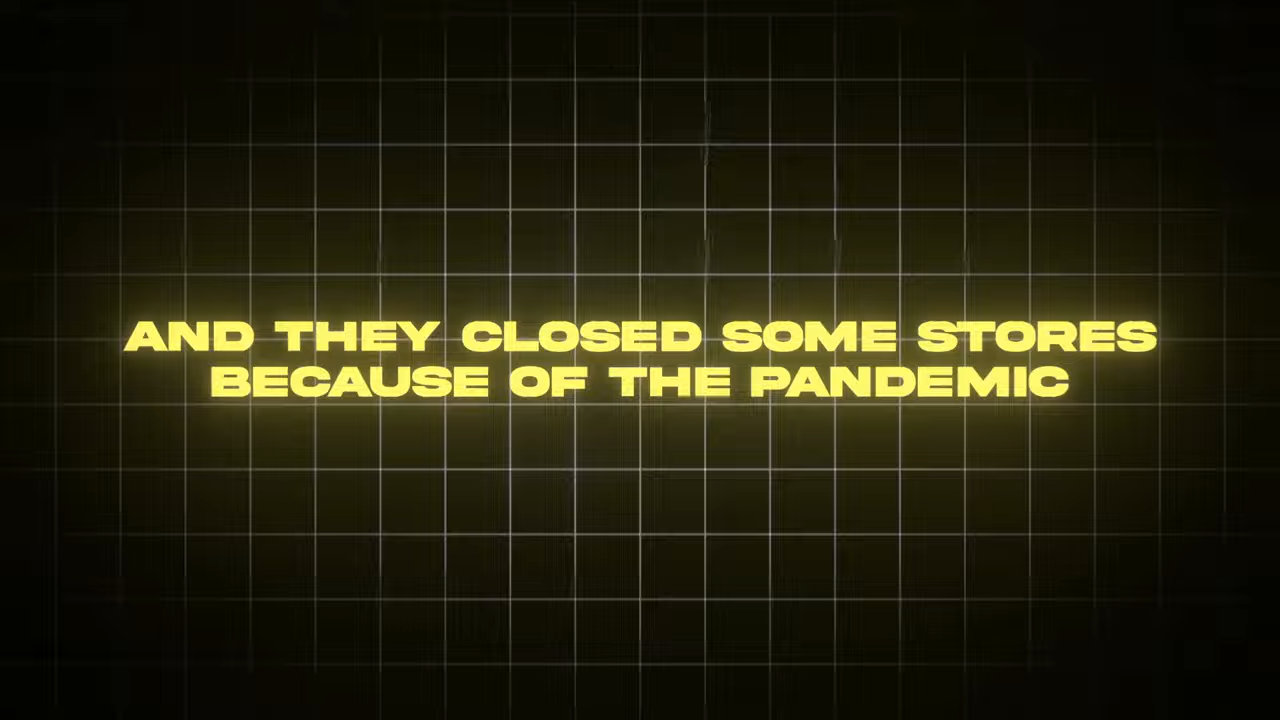 AND THEY CLOSED SOME STORES
BECAUSE OF THE PANDEMIC